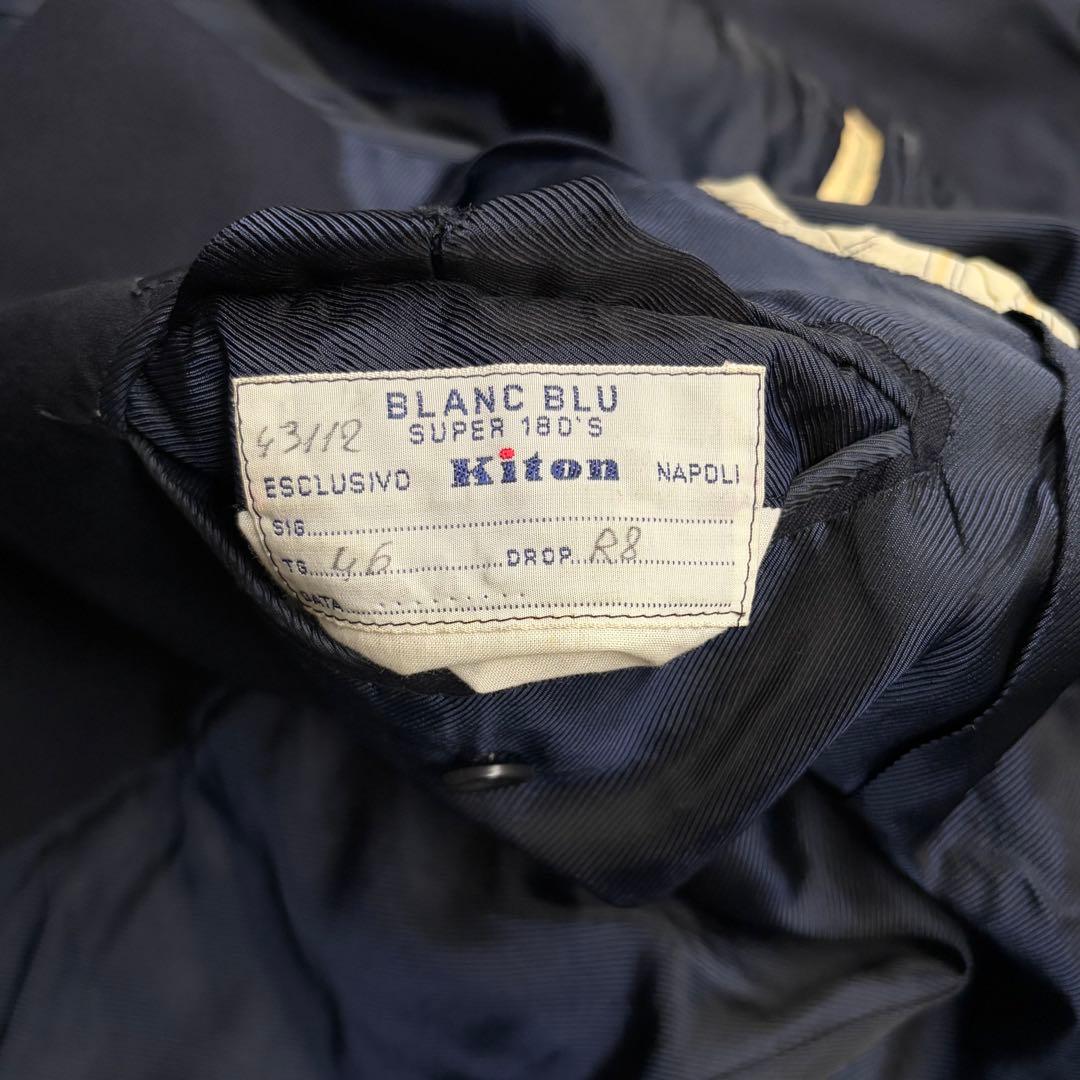 BLANC BLU
SUPER 180'S
43112
ESCLUSIVO Kiton NAPOLI
SIG
TG 46 DROP R8
DATA